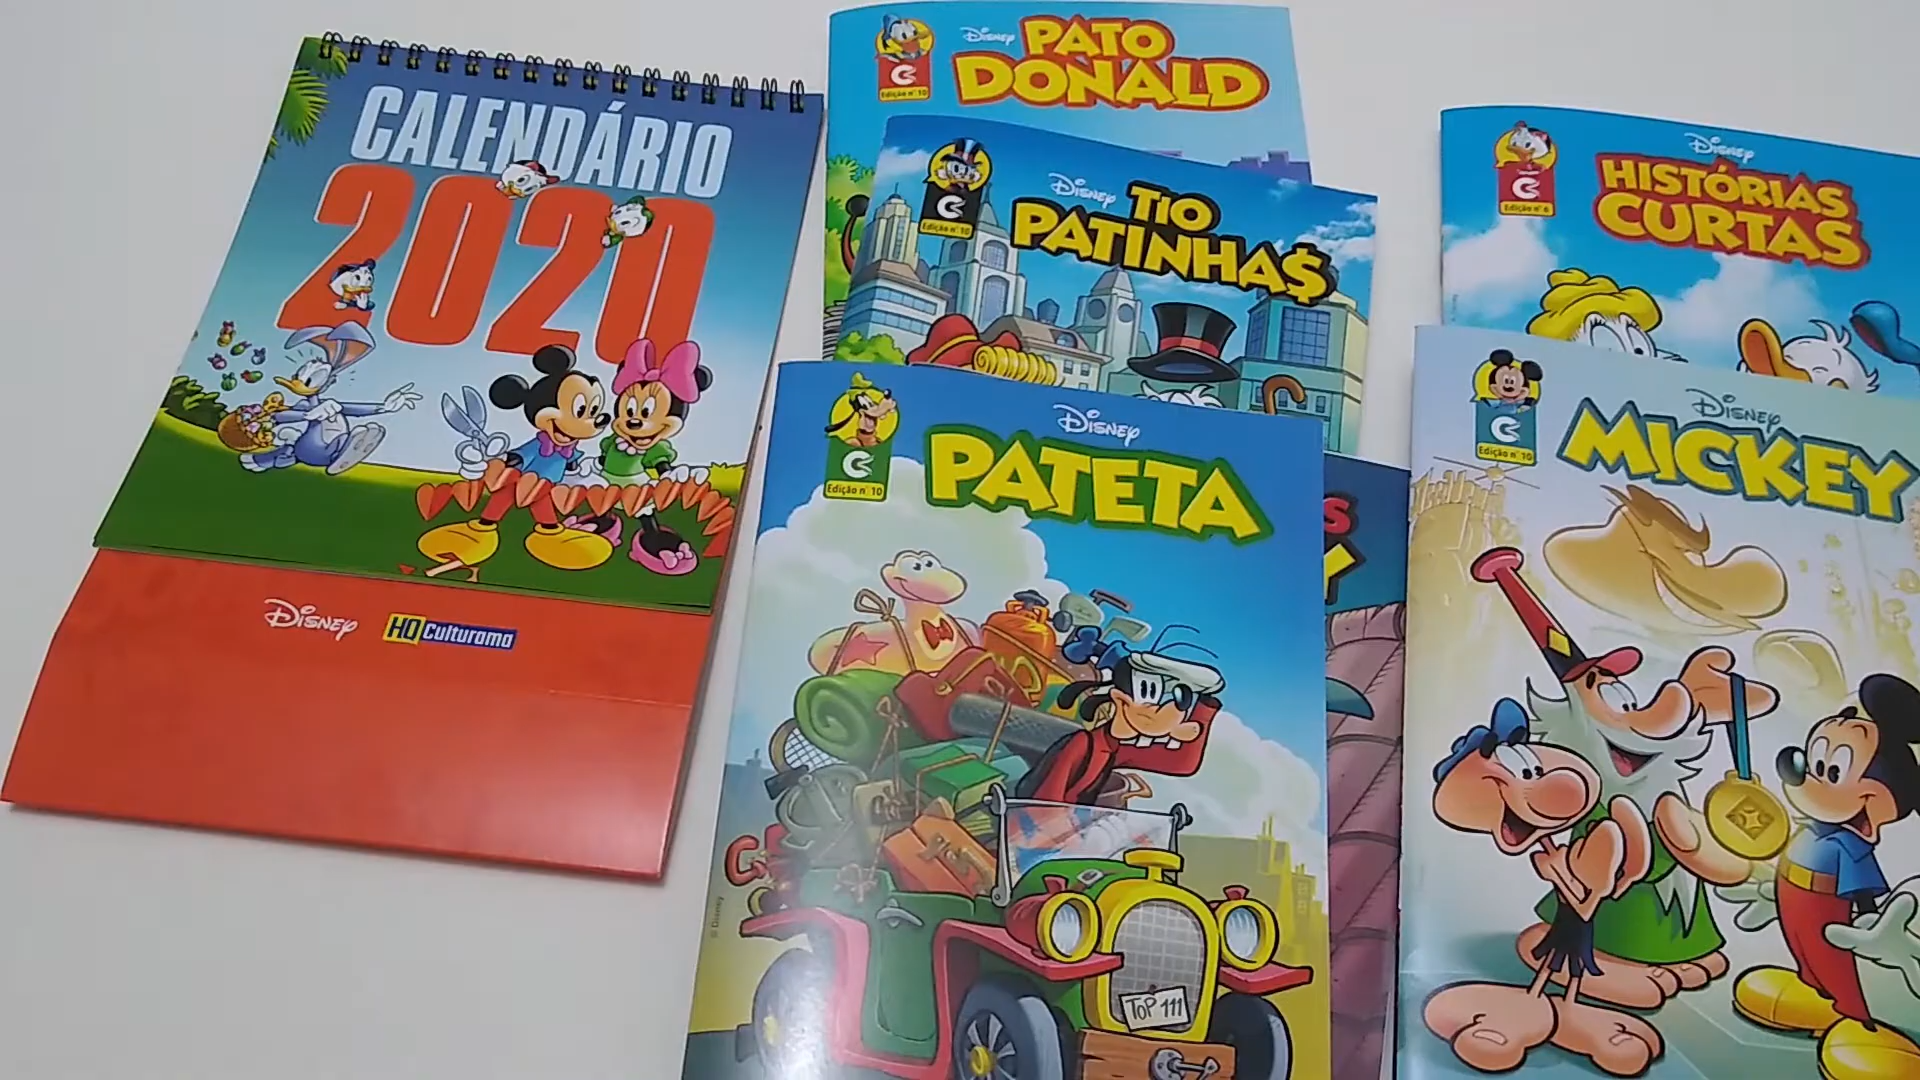 CALENDÁRIO
2020
Disney HQ Culturama
Disney
PATO
DONALD
Edição nº 10
Disney
TIO
PATINHA$
Edição nº 10
Disney
HISTÓRIAS
CURTAS
Edição nº 6
Disney
PATETA
Edição nº 10
© Disney
TOP 111
S
Y
Disney
MICKEY
Edição nº 10